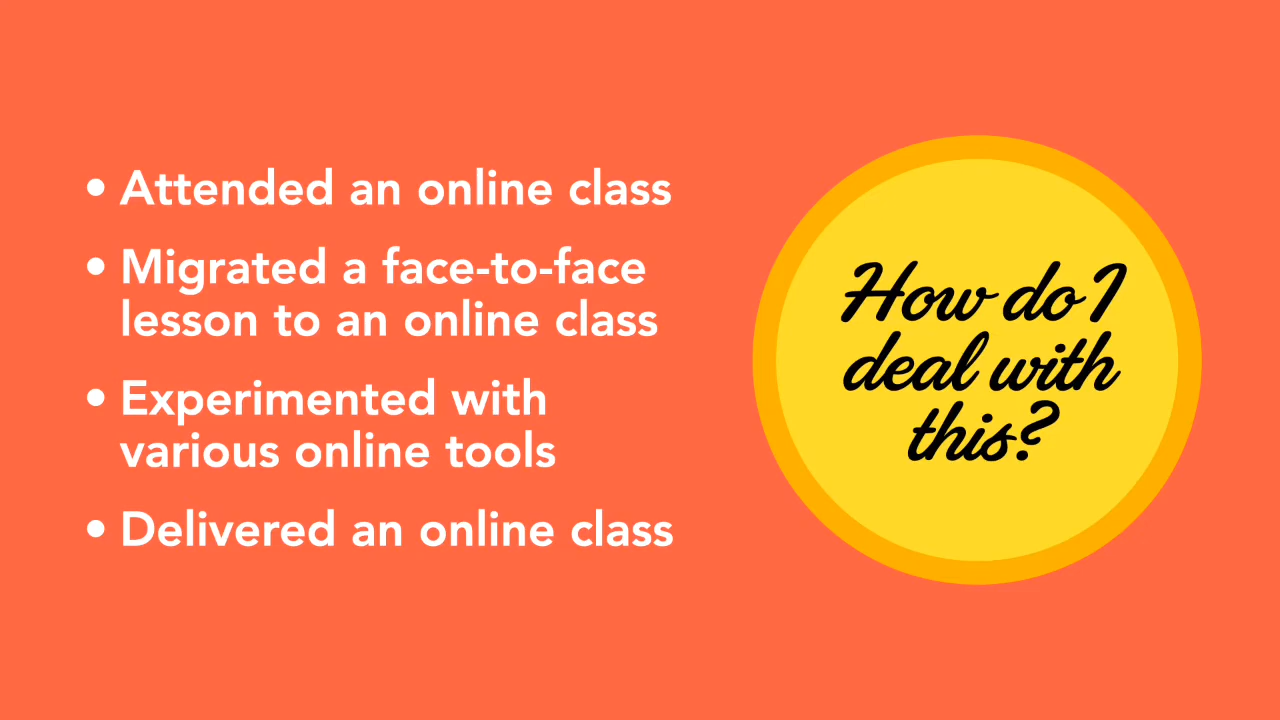 • Attended an online class
• Migrated a face-to-face
lesson to an online class
• Experimented with
various online tools
• Delivered an online class
How do I
deal with
this?